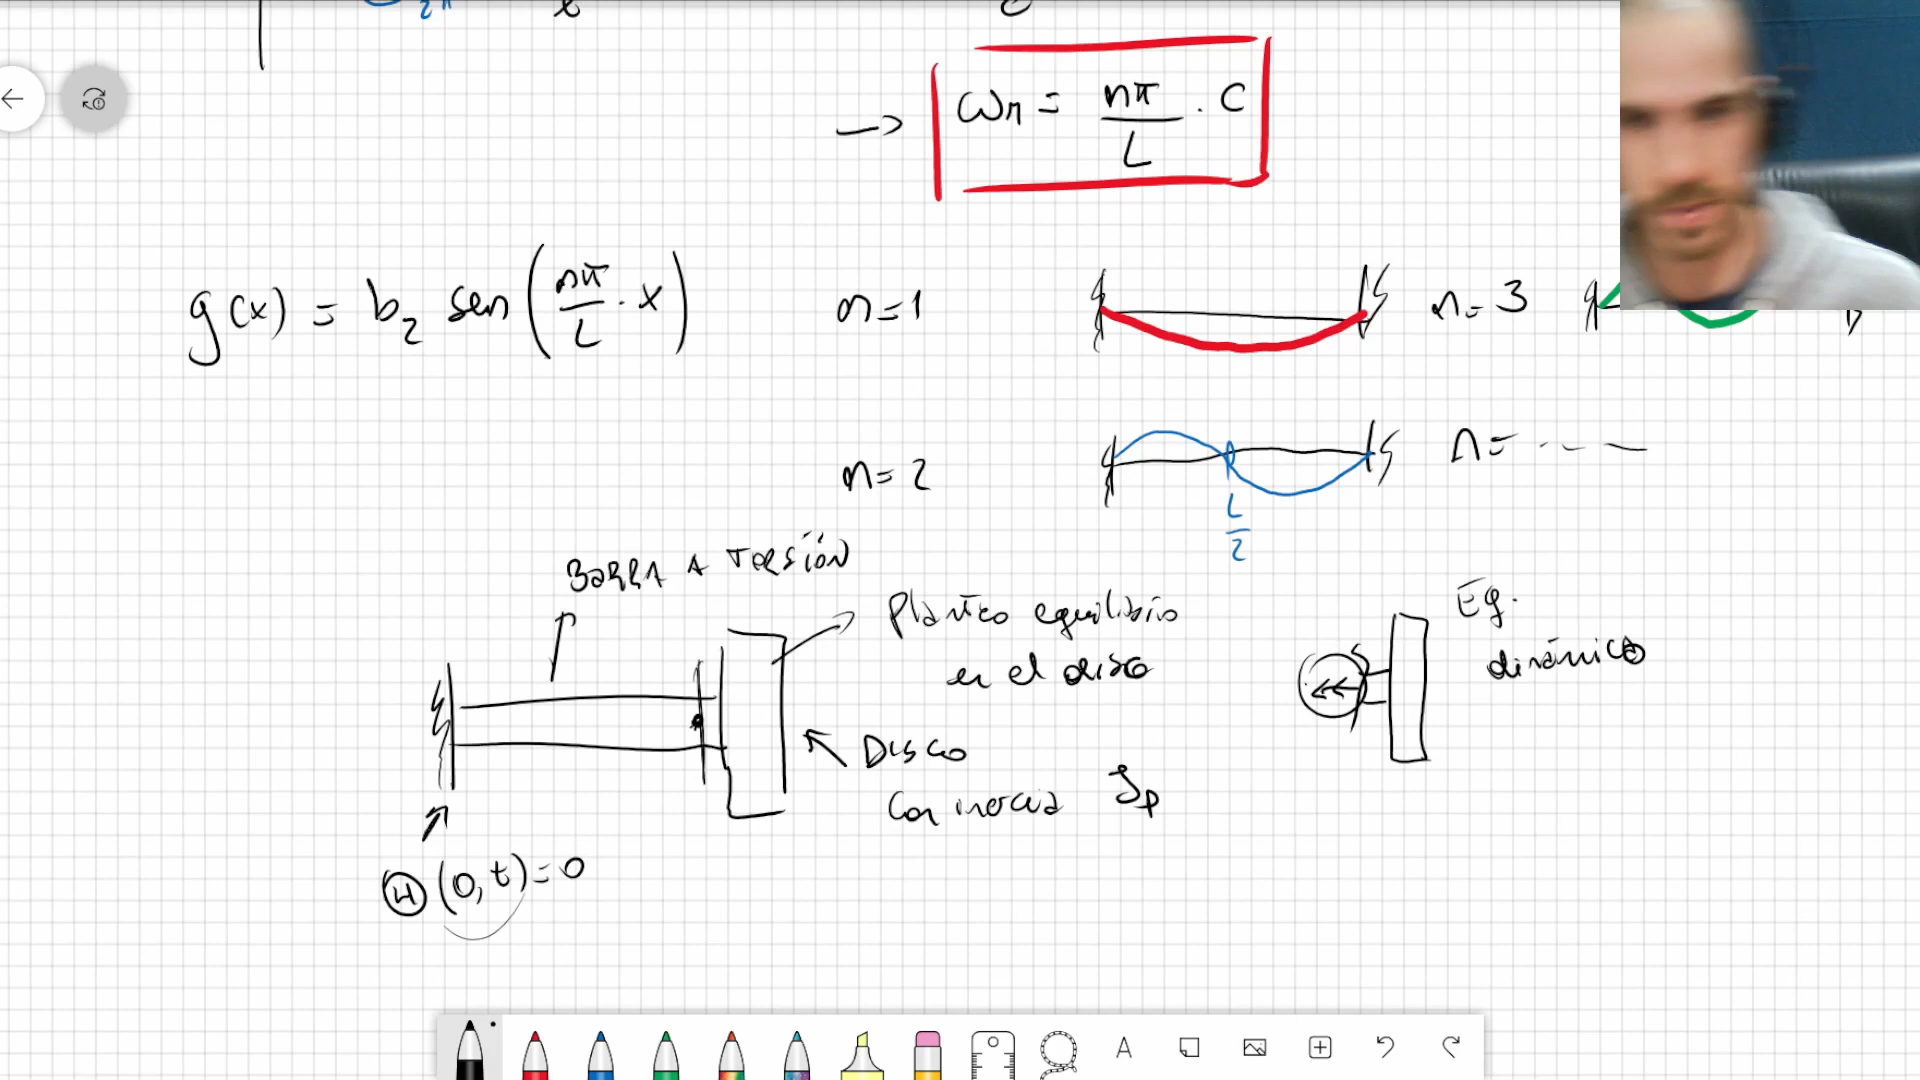 → ωn = nπ/L · c
g(x) = b₂ sen(nπ/L · x)
n=1
n=3
n=2
L/2
n= - - —
BARRA A TORSIÓN
Planteo equilibrio
en el disco
Eq.
dinámico
Disco
con inercia Jp
Θ(0,t)=0
A